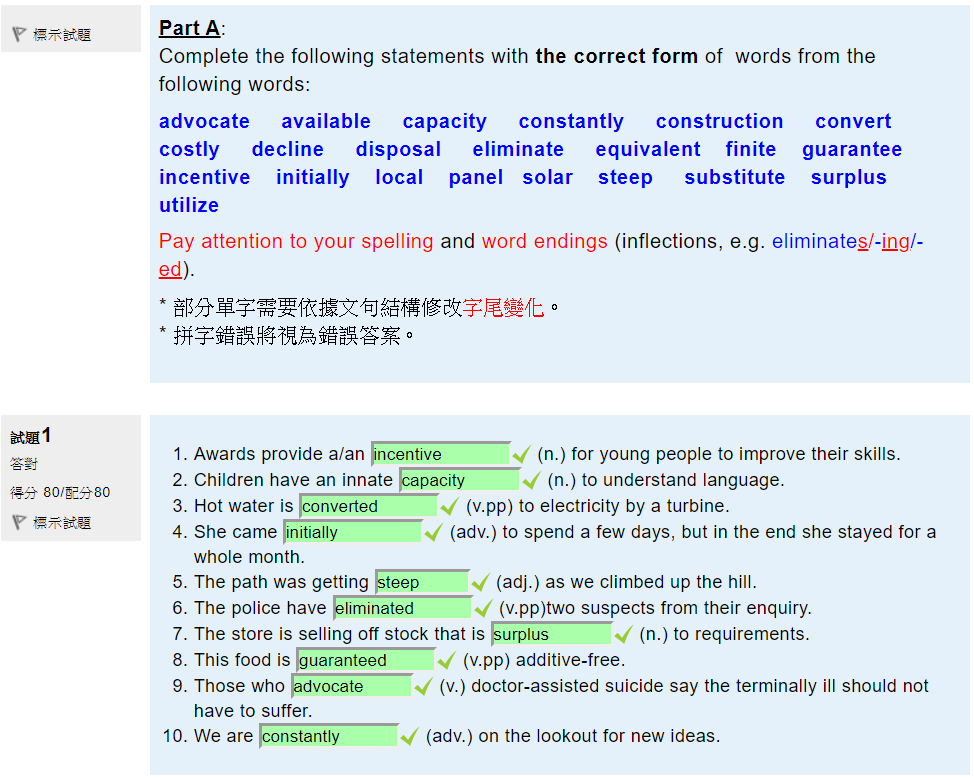 標示試題
Part A:
Complete the following statements with the correct form of words from the
following words:
advocate available capacity constantly construction convert
costly decline disposal eliminate equivalent finite guarantee
incentive initially local panel solar steep substitute surplus
utilize
Pay attention to your spelling and word endings (inflections, e.g. eliminates/-ing/-
ed).
* 部分單字需要依據文句結構修改字尾變化。
* 拼字錯誤將視為錯誤答案。
試題1
答對
得分 80/配分80
標示試題
1. Awards provide a/an incentive (n.) for young people to improve their skills.
2. Children have an innate capacity (n.) to understand language.
3. Hot water is converted (v.pp) to electricity by a turbine.
4. She came initially (adv.) to spend a few days, but in the end she stayed for a
whole month.
5. The path was getting steep (adj.) as we climbed up the hill.
6. The police have eliminated (v.pp)two suspects from their enquiry.
7. The store is selling off stock that is surplus (n.) to requirements.
8. This food is guaranteed (v.pp) additive-free.
9. Those who advocate (v.) doctor-assisted suicide say the terminally ill should not
have to suffer.
10. We are constantly (adv.) on the lookout for new ideas.